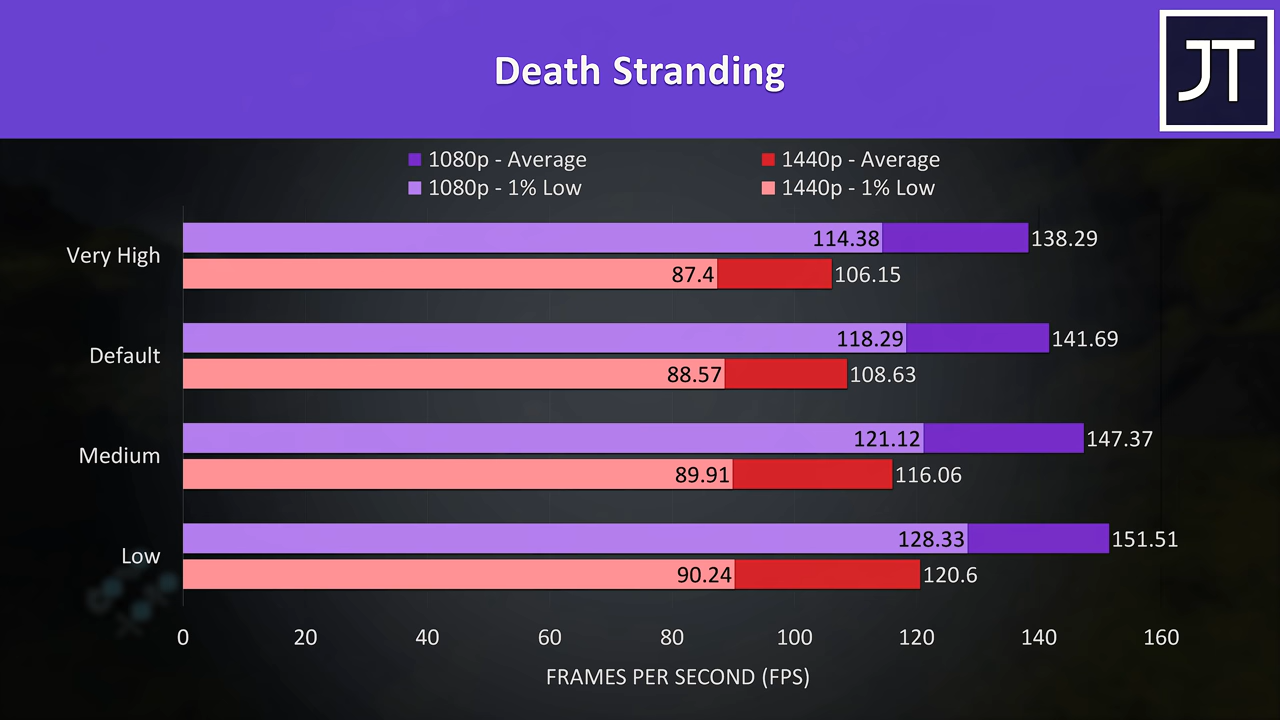 Death Stranding
JT
1080p - Average
1440p - Average
1080p - 1% Low
1440p - 1% Low
Very High
114.38
138.29
87.4
106.15
Default
118.29
141.69
88.57
108.63
Medium
121.12
147.37
89.91
116.06
Low
128.33
151.51
90.24
120.6
0 20 40 60 80 100 120 140 160
FRAMES PER SECOND (FPS)